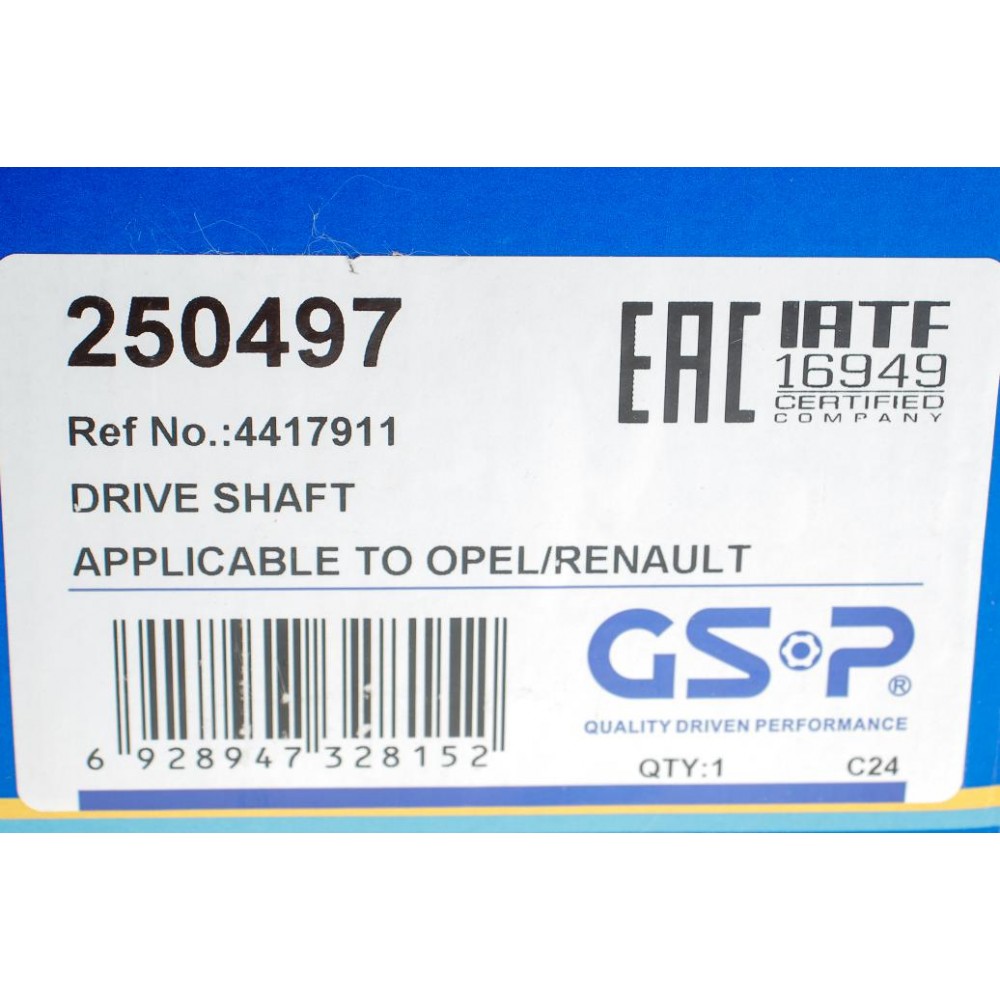 250497
EAC
IATF
16949
CERTIFIED
COMPANY
Ref No.:4417911
DRIVE SHAFT
APPLICABLE TO OPEL/RENAULT
GSP®
QUALITY DRIVEN PERFORMANCE
6 928947 328152
QTY:1 C24